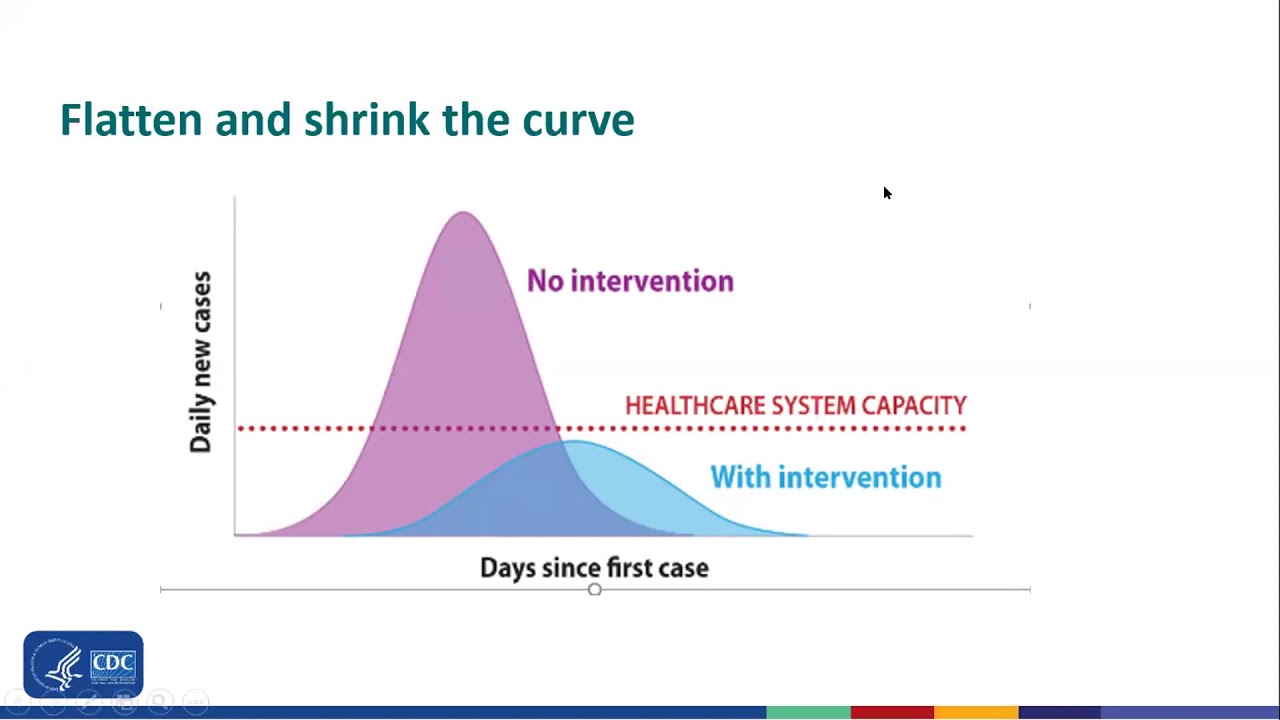 Flatten and shrink the curve
No intervention
Daily new cases
HEALTHCARE SYSTEM CAPACITY
With intervention
Days since first case
CDC